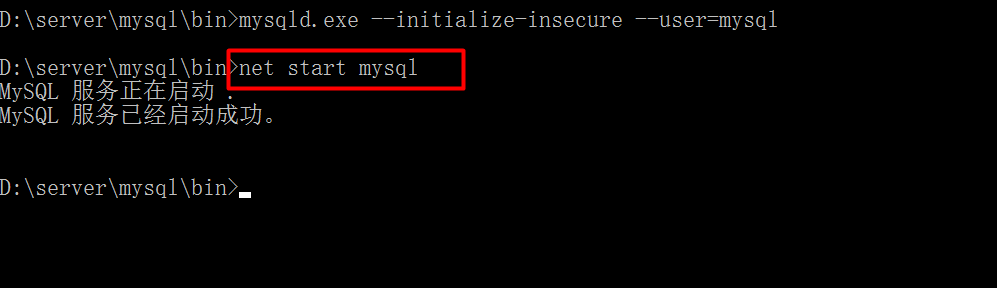 D:\server\mysql\bin>mysqld.exe --initialize-insecure --user=mysql
D:\server\mysql\bin>net start mysql
MySQL 服务正在启动 .
MySQL 服务已经启动成功。
D:\server\mysql\bin>